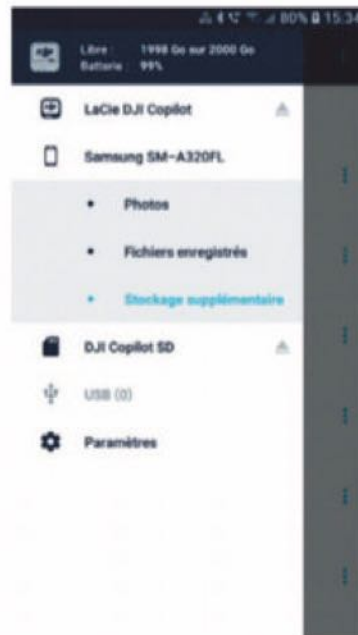 80% 15:34
Libre : 1998 Go sur 2000 Go
Batterie : 99%
LaCie DJI Copilot
Samsung SM-A320FL
• Photos
• Fichiers enregistrés
• Stockage supplémentaire
DJI Copilot SD
USB (0)
Paramètres